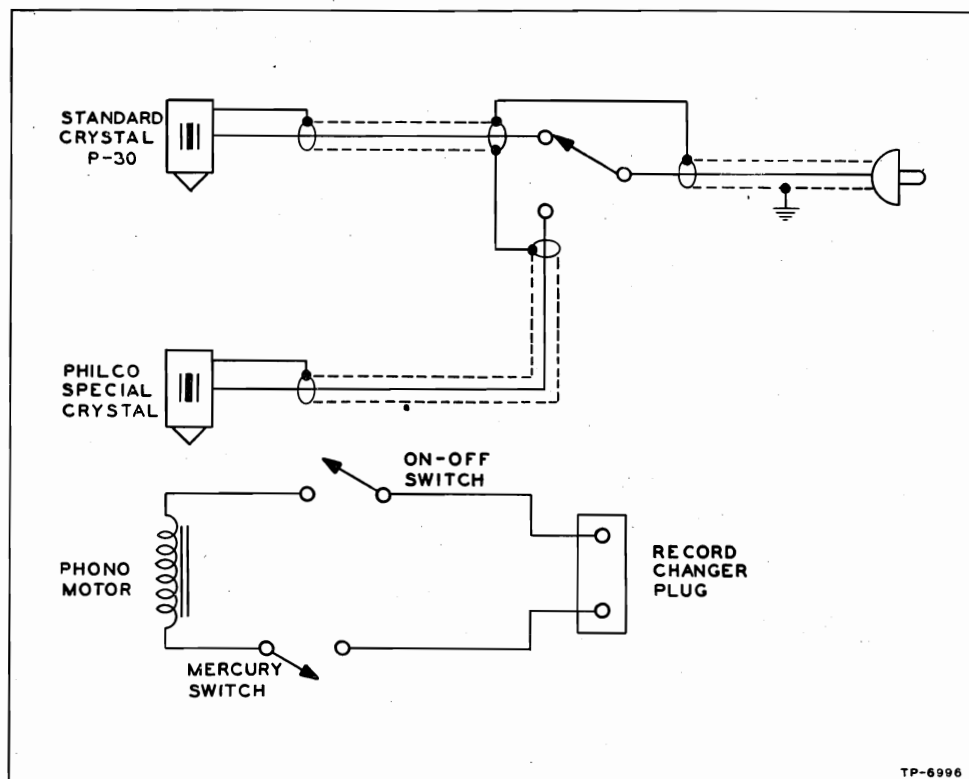 STANDARD
CRYSTAL
P-30
PHILCO
SPECIAL
CRYSTAL
ON-OFF
SWITCH
PHONO
MOTOR
RECORD
CHANGER
PLUG
MERCURY
SWITCH
TP-6996